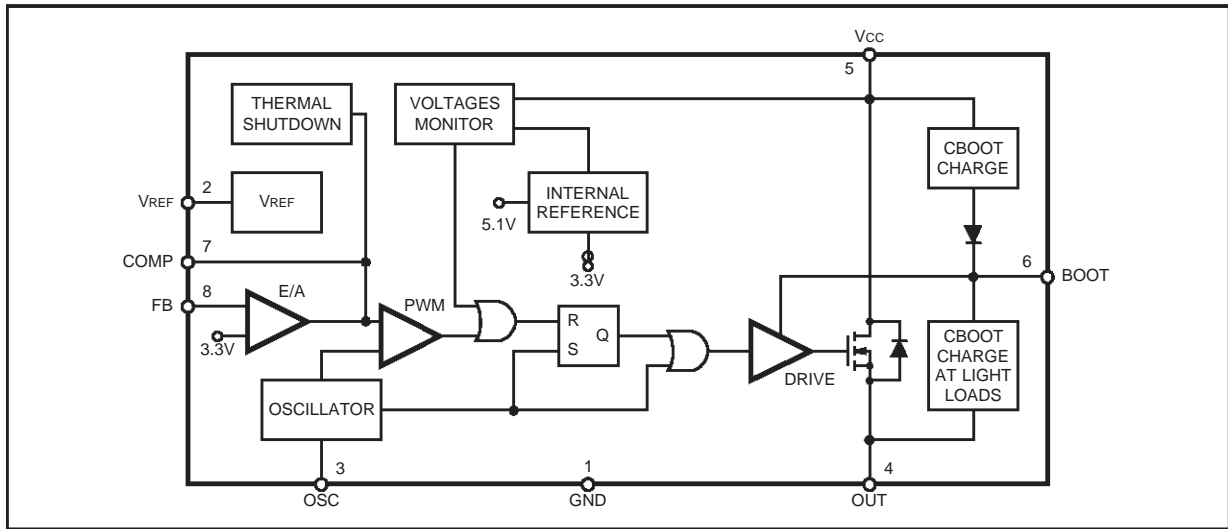 VCC
5
THERMAL
SHUTDOWN
VOLTAGES
MONITOR
CBOOT
CHARGE
VREF
2
VREF
INTERNAL
REFERENCE
5.1V
3.3V
COMP
7
6
BOOT
FB
8
E/A
3.3V
PWM
R
S
Q
DRIVE
CBOOT
CHARGE
AT LIGHT
LOADS
OSCILLATOR
3
OSC
1
GND
4
OUT